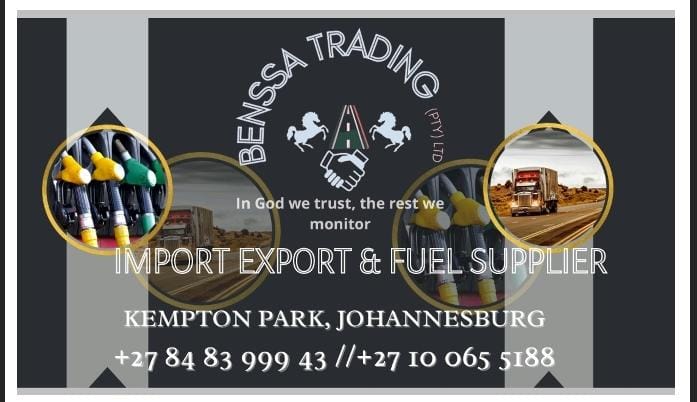 BENSSA TRADING (PTY) LTD
In God we trust, the rest we
monitor
IMPORT EXPORT & FUEL SUPPLIER
KEMPTON PARK, JOHANNESBURG
+27 84 83 999 43 //+27 10 065 5188